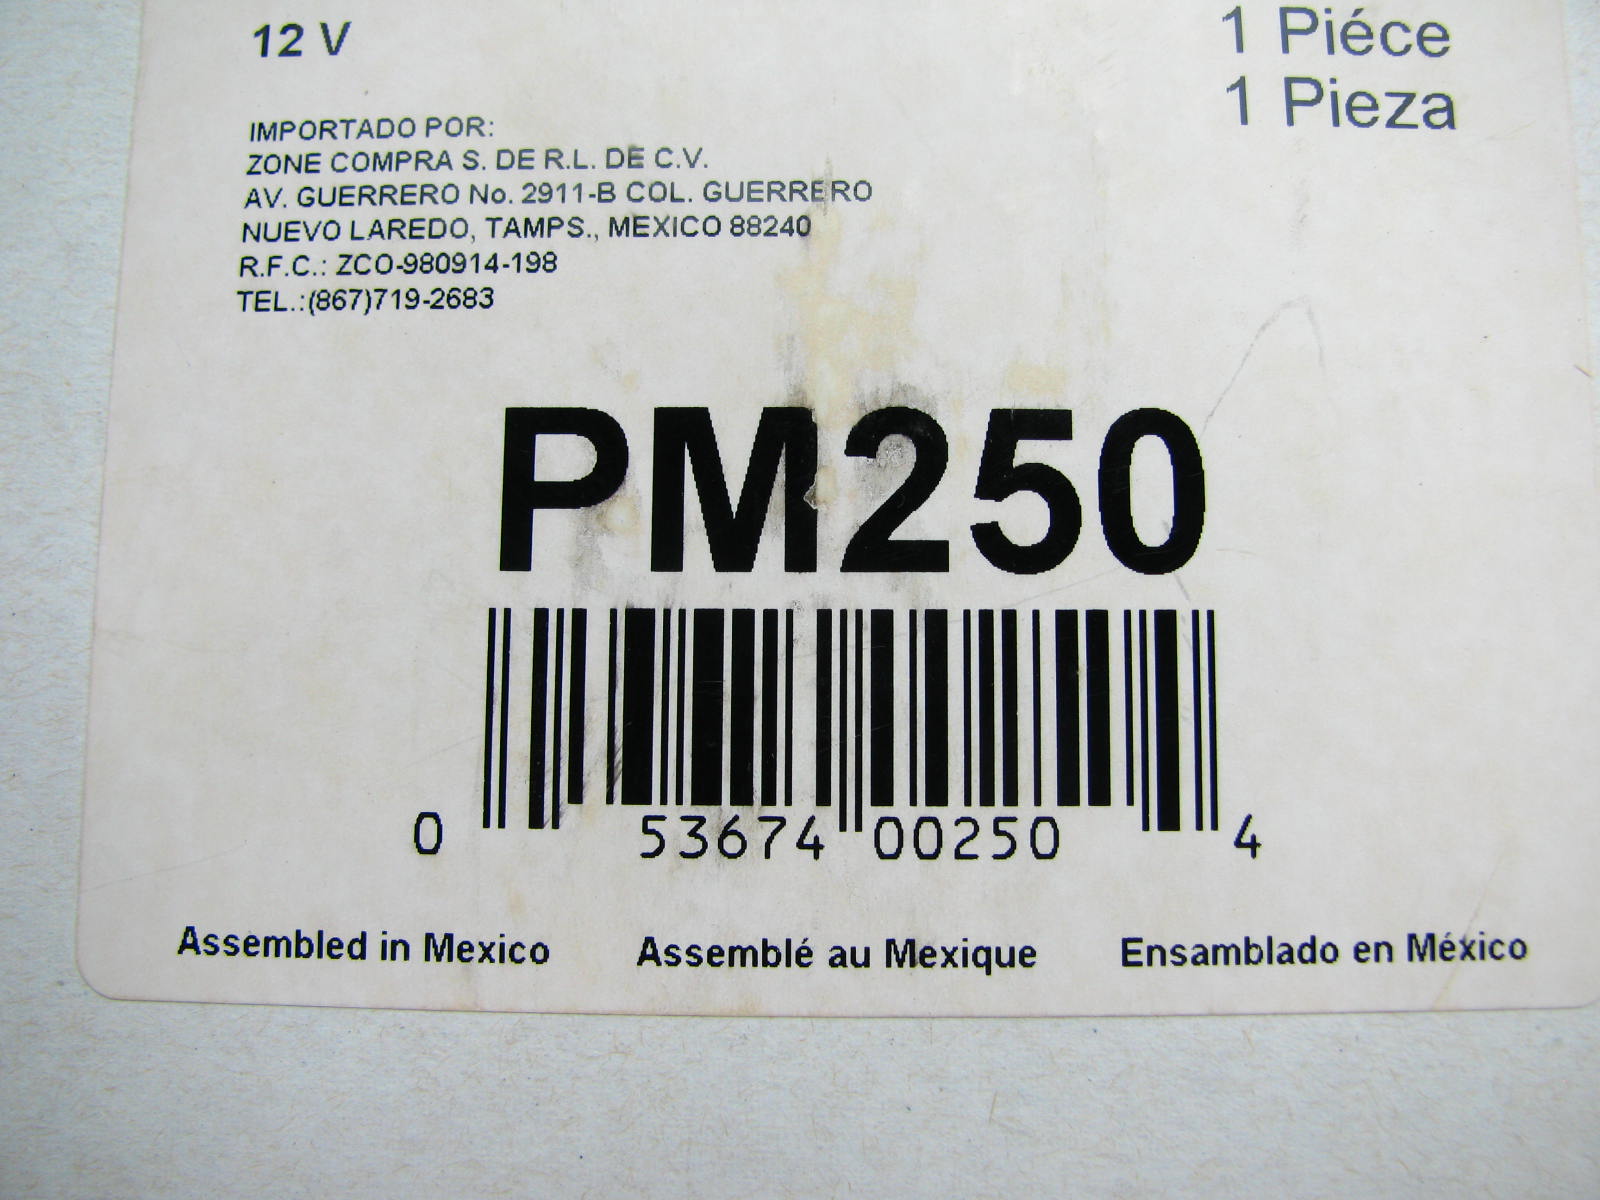 12 V
1 Piéce
1 Pieza
IMPORTADO POR:
ZONE COMPRA S. DE R.L. DE C.V.
AV. GUERRERO No. 2911-B COL. GUERRERO
NUEVO LAREDO, TAMPS., MEXICO 88240
R.F.C.: ZCO-980914-198
TEL.:(867)719-2683
PM250
0 53674 00250 4
Assembled in Mexico Assemblé au Mexique Ensamblado en México